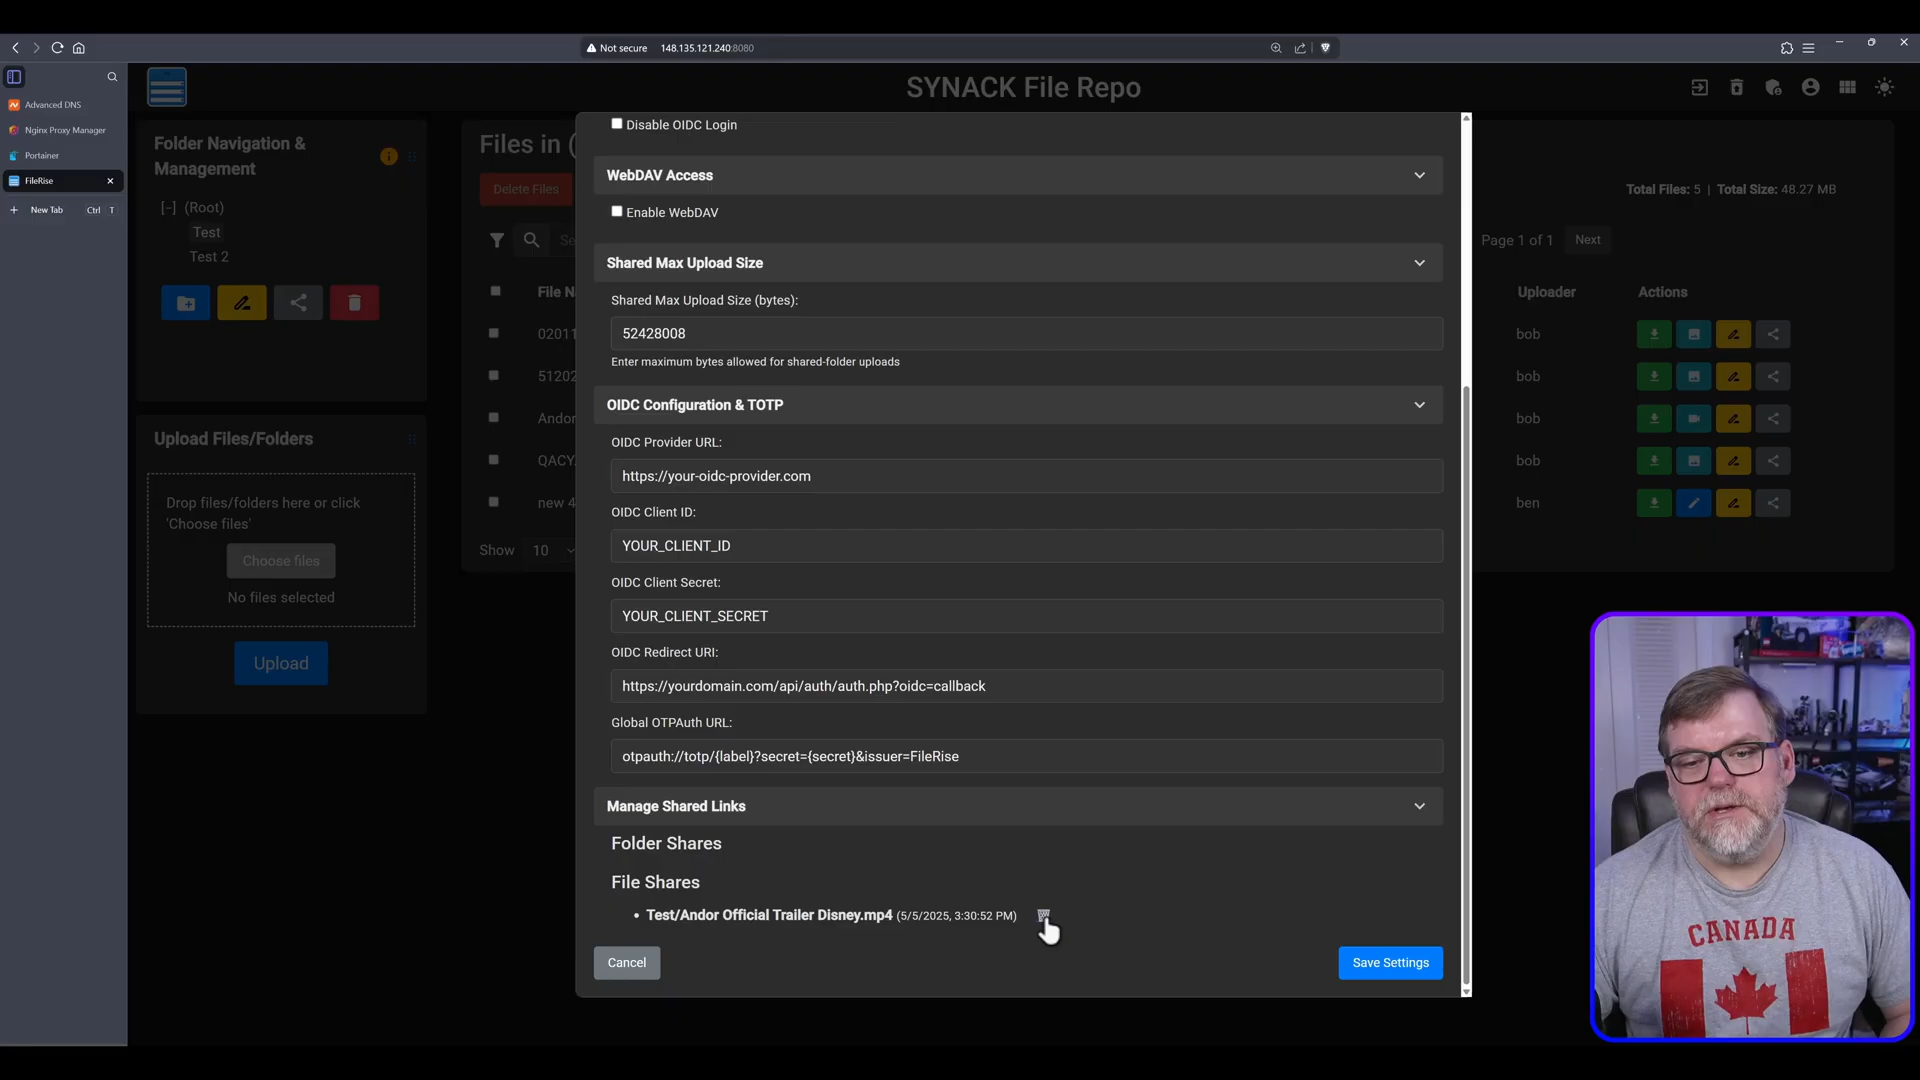 Not secure
148.135.121.240:8080
Advanced DNS
Nginx Proxy Manager
Portainer
FileRise
New Tab
Ctrl T
SYNACK File Repo
Folder Navigation &
Management
[-] (Root)
Test
Test 2
Upload Files/Folders
Drop files/folders here or click
'Choose files'
Choose files
No files selected
Upload
Files in (
Delete Files
Se
File N
02011
51202
Andor
QACY
new 4
Show 10
Disable OIDC Login
WebDAV Access
Enable WebDAV
Shared Max Upload Size
Shared Max Upload Size (bytes):
52428008
Enter maximum bytes allowed for shared-folder uploads
OIDC Configuration & TOTP
OIDC Provider URL:
https://your-oidc-provider.com
OIDC Client ID:
YOUR_CLIENT_ID
OIDC Client Secret:
YOUR_CLIENT_SECRET
OIDC Redirect URI:
https://yourdomain.com/api/auth/auth.php?oidc=callback
Global OTPAuth URL:
otpauth://totp/{label}?secret={secret}&issuer=FileRise
Manage Shared Links
Folder Shares
File Shares
• Test/Andor Official Trailer Disney.mp4 (5/5/2025, 3:30:52 PM)
Cancel
Save Settings
Total Files: 5 | Total Size: 48.27 MB
Page 1 of 1 Next
Uploader Actions
bob
bob
bob
bob
ben
CANADA